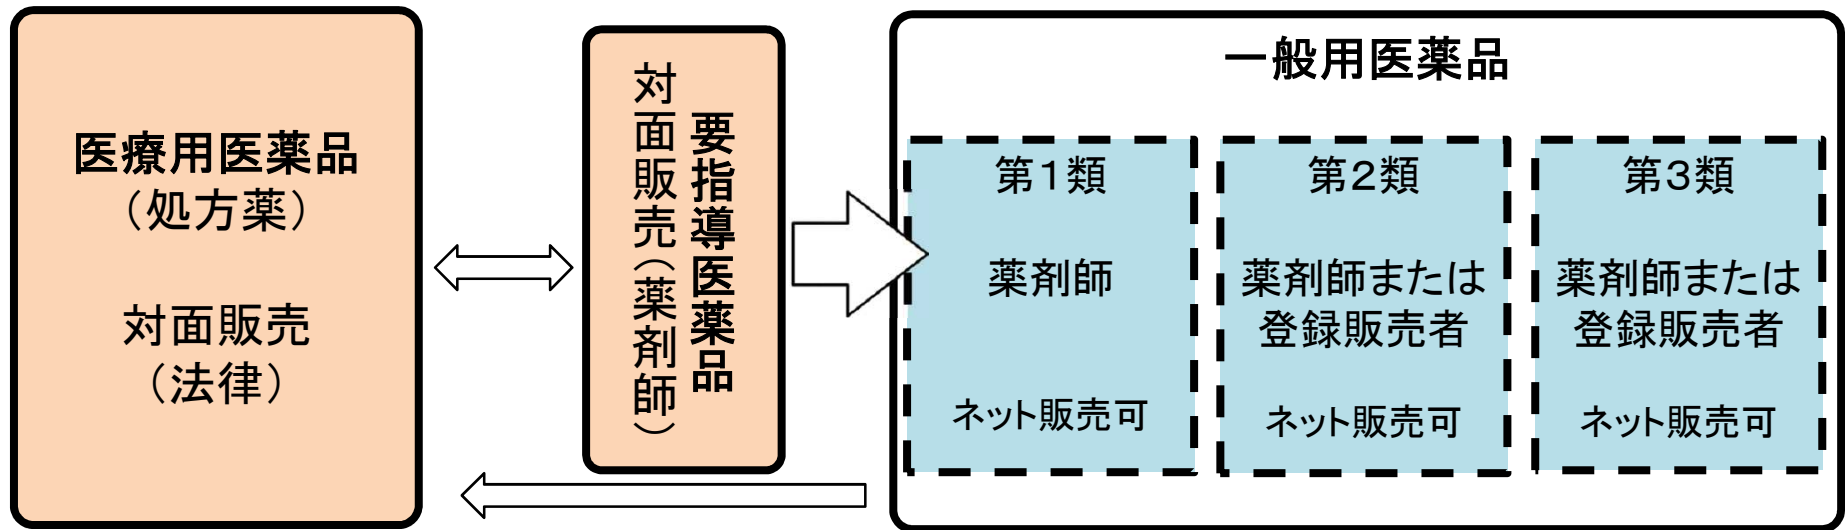 医療用医薬品
（処方薬）
対面販売
（法律）
要指導医薬品
対面販売（薬剤師）
一般用医薬品
第１類
薬剤師
ネット販売可
第２類
薬剤師または
登録販売者
ネット販売可
第３類
薬剤師または
登録販売者
ネット販売可